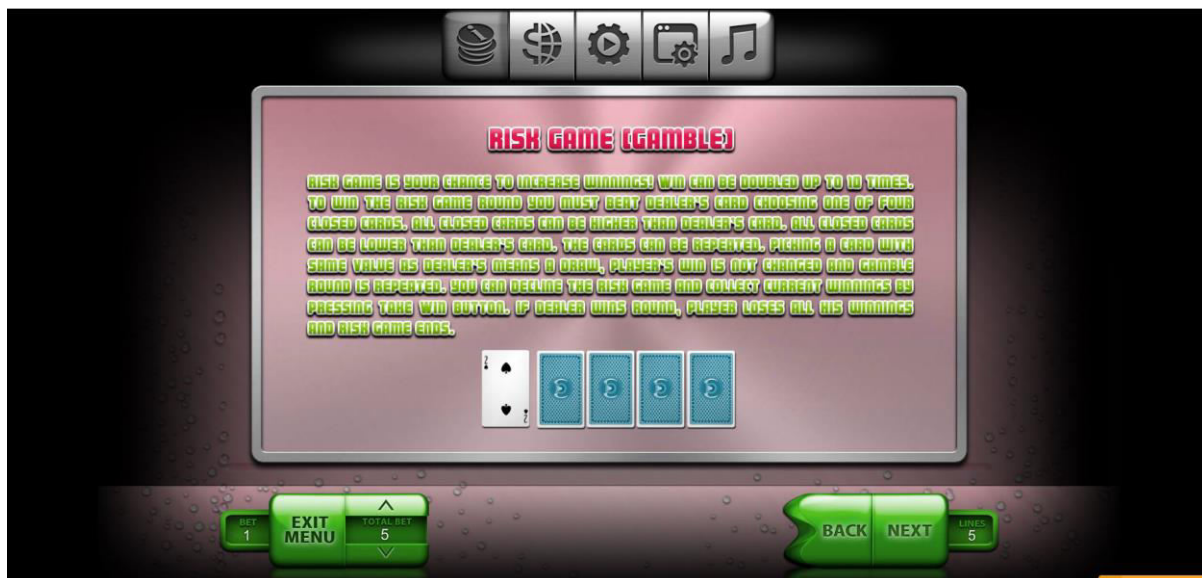 RISK GAME (GAMBLE)
RISK GAME IS YOUR CHANCE TO INCREASE WINNINGS! WIN CAN BE DOUBLED UP TO 10 TIMES.
TO WIN THE RISK GAME ROUND YOU MUST BEAT DEALER'S CARD CHOOSING ONE OF FOUR
CLOSED CARDS. ALL CLOSED CARDS CAN BE HIGHER THAN DEALER'S CARD. ALL CLOSED CARDS
CAN BE LOWER THAN DEALER'S CARD. THE CARDS CAN BE REPEATED. PICKING A CARD WITH
SAME VALUE AS DEALER'S MEANS A DRAW, PLAYER'S WIN IS NOT CHANGED AND GAMBLE
ROUND IS REPEATED. YOU CAN DECLINE THE RISK GAME AND COLLECT CURRENT WINNINGS BY
PRESSING TAKE WIN BUTTON. IF DEALER WINS ROUND, PLAYER LOSES ALL HIS WINNINGS
AND RISK GAME ENDS.
2
2
BET
1
EXIT
MENU
TOTAL BET
5
BACK
NEXT
LINES
5